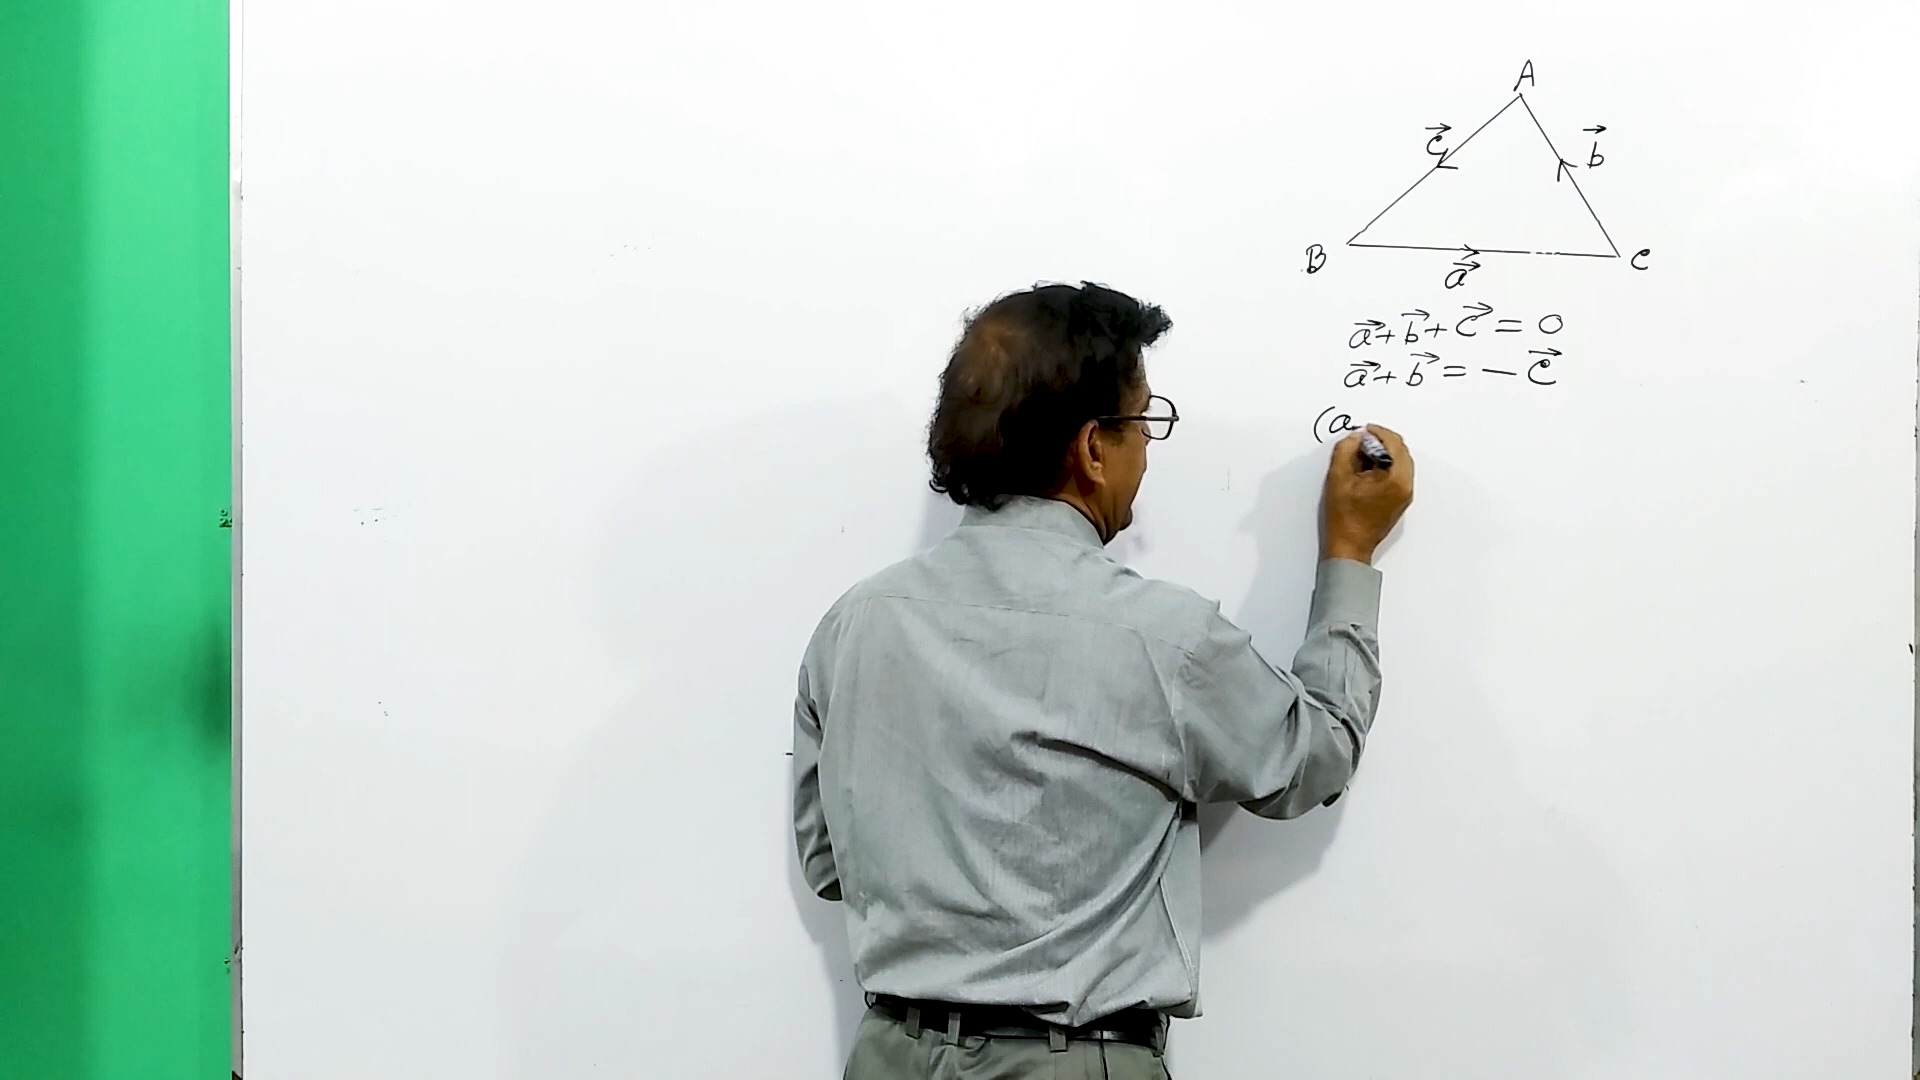 A
c⃗
b⃗
B
C
a⃗
a⃗ + b⃗ + c⃗ = 0
a⃗ + b⃗ = - c⃗
(a